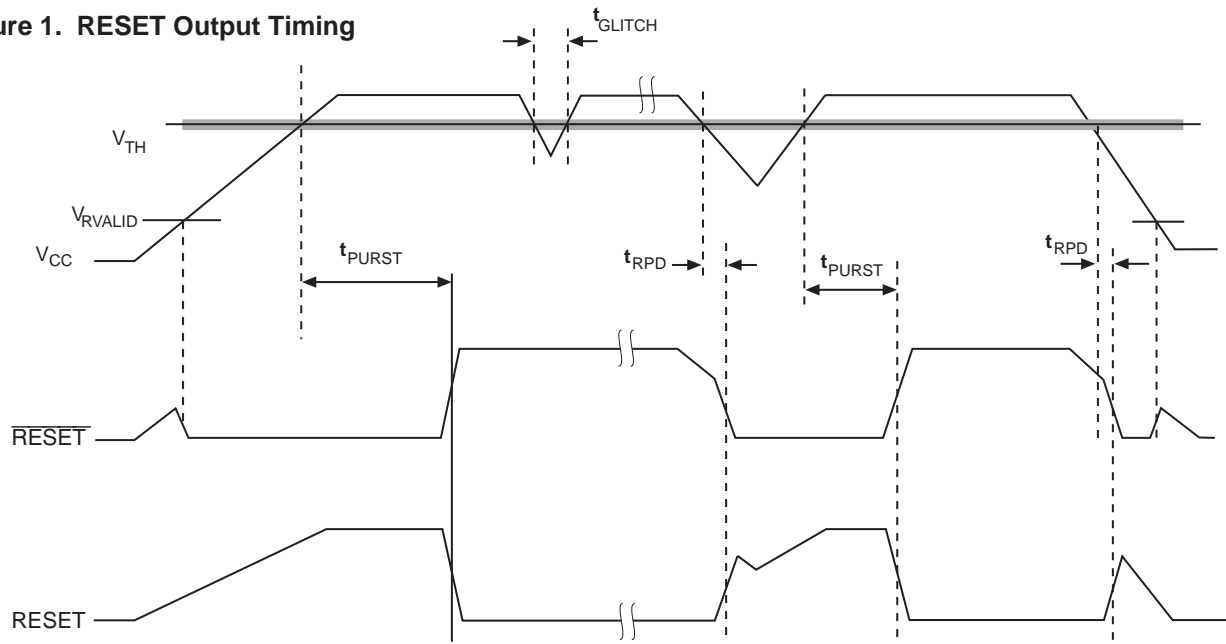 ure 1. RESET Output Timing
tGLITCH
VTH
VRVALID
VCC
tPURST
tRPD
tPURST
tRPD
RESET
RESET